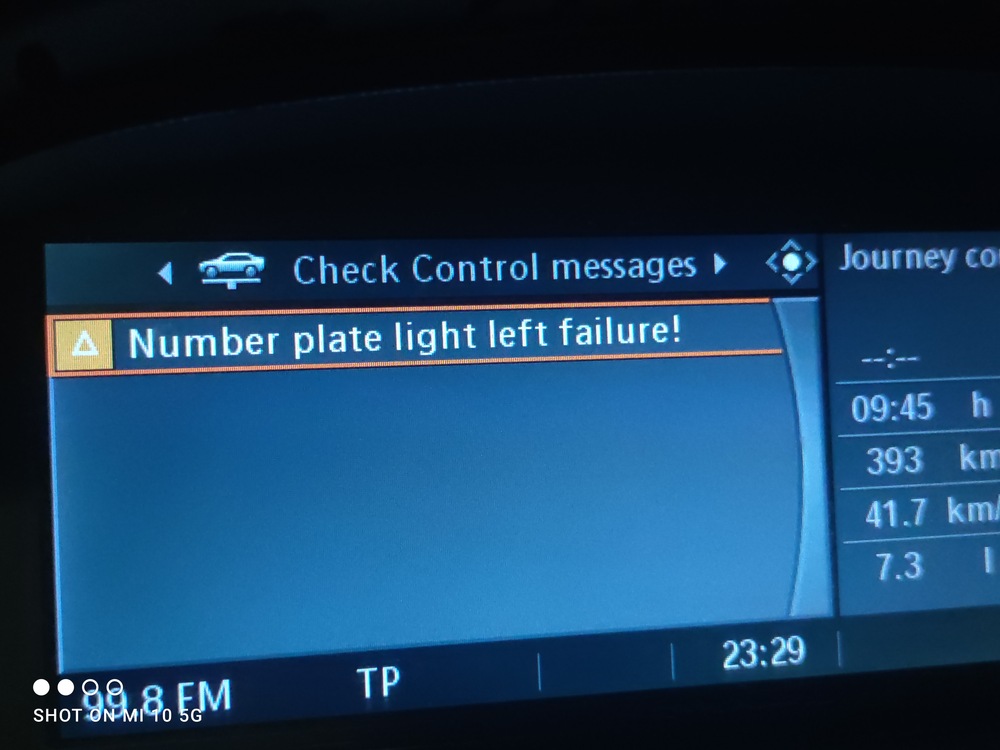 Check Control messages
Number plate light left failure!
Journey
--:--
09:45 h
393 km
41.7 km/
7.3 l
99.8 FM
TP
23:29
SHOT ON MI 10 5G